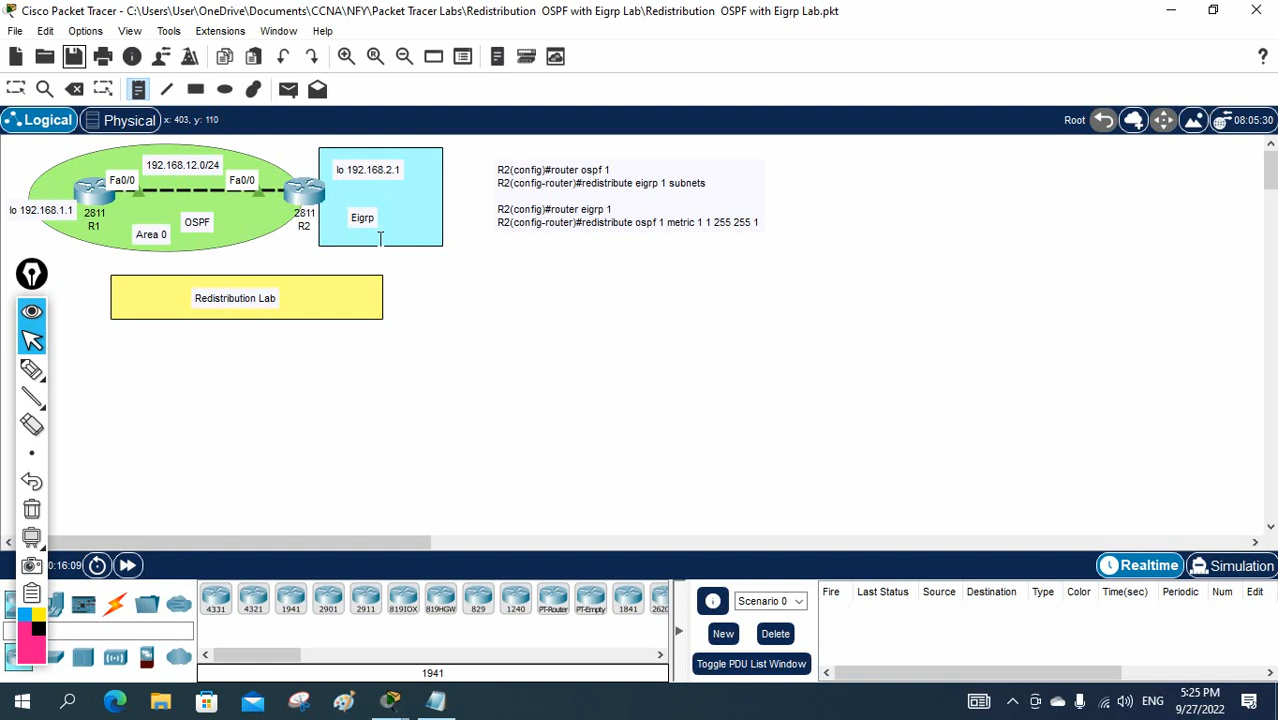 Cisco Packet Tracer - C:\Users\User\OneDrive\Documents\CCNA\NFY\Packet Tracer Labs\Redistribution OSPF with Eigrp Lab\Redistribution OSPF with Eigrp Lab.pkt
File Edit Options View Tools Extensions Window Help
Logical Physical x: 403, y: 110 Root 08:05:30
192.168.12.0/24
Fa0/0 Fa0/0
lo 192.168.1.1
2811
R1
OSPF
Area 0
2811
R2
lo 192.168.2.1
Eigrp
R2(config)#router ospf 1
R2(config-router)#redistribute eigrp 1 subnets
R2(config)#router eigrp 1
R2(config-router)#redistribute ospf 1 metric 1 1 255 255 1
Redistribution Lab
0:16:09
Realtime Simulation
4331 4321 1941 2901 2911 819IOX 819HGW 829 1240 PT-Router PT-Empty 1841 2620
1941
Scenario 0
New Delete
Toggle PDU List Window
Fire Last Status Source Destination Type Color Time(sec) Periodic Num Edit
ENG
5:25 PM
9/27/2022